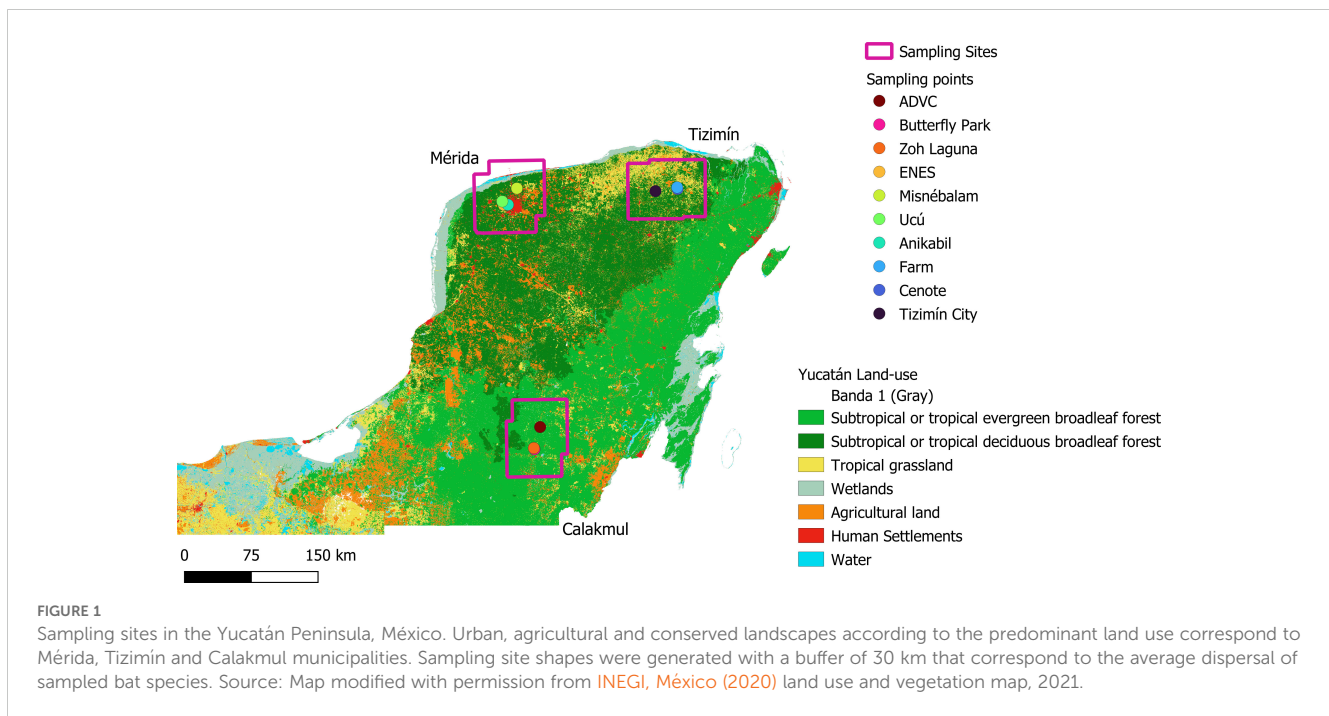 Sampling Sites
Sampling points
ADVC
Butterfly Park
Zoh Laguna
ENES
Misnébalam
Ucú
Anikabil
Farm
Cenote
Tizimín City
Tizimín
Mérida
Calakmul
Yucatán Land-use
Banda 1 (Gray)
Subtropical or tropical evergreen broadleaf forest
Subtropical or tropical deciduous broadleaf forest
Tropical grassland
Wetlands
Agricultural land
Human Settlements
Water
0 75 150 km
FIGURE 1
Sampling sites in the Yucatán Peninsula, México. Urban, agricultural and conserved landscapes according to the predominant land use correspond to
Mérida, Tizimín and Calakmul municipalities. Sampling site shapes were generated with a buffer of 30 km that correspond to the average dispersal of
sampled bat species. Source: Map modified with permission from INEGI, México (2020) land use and vegetation map, 2021.